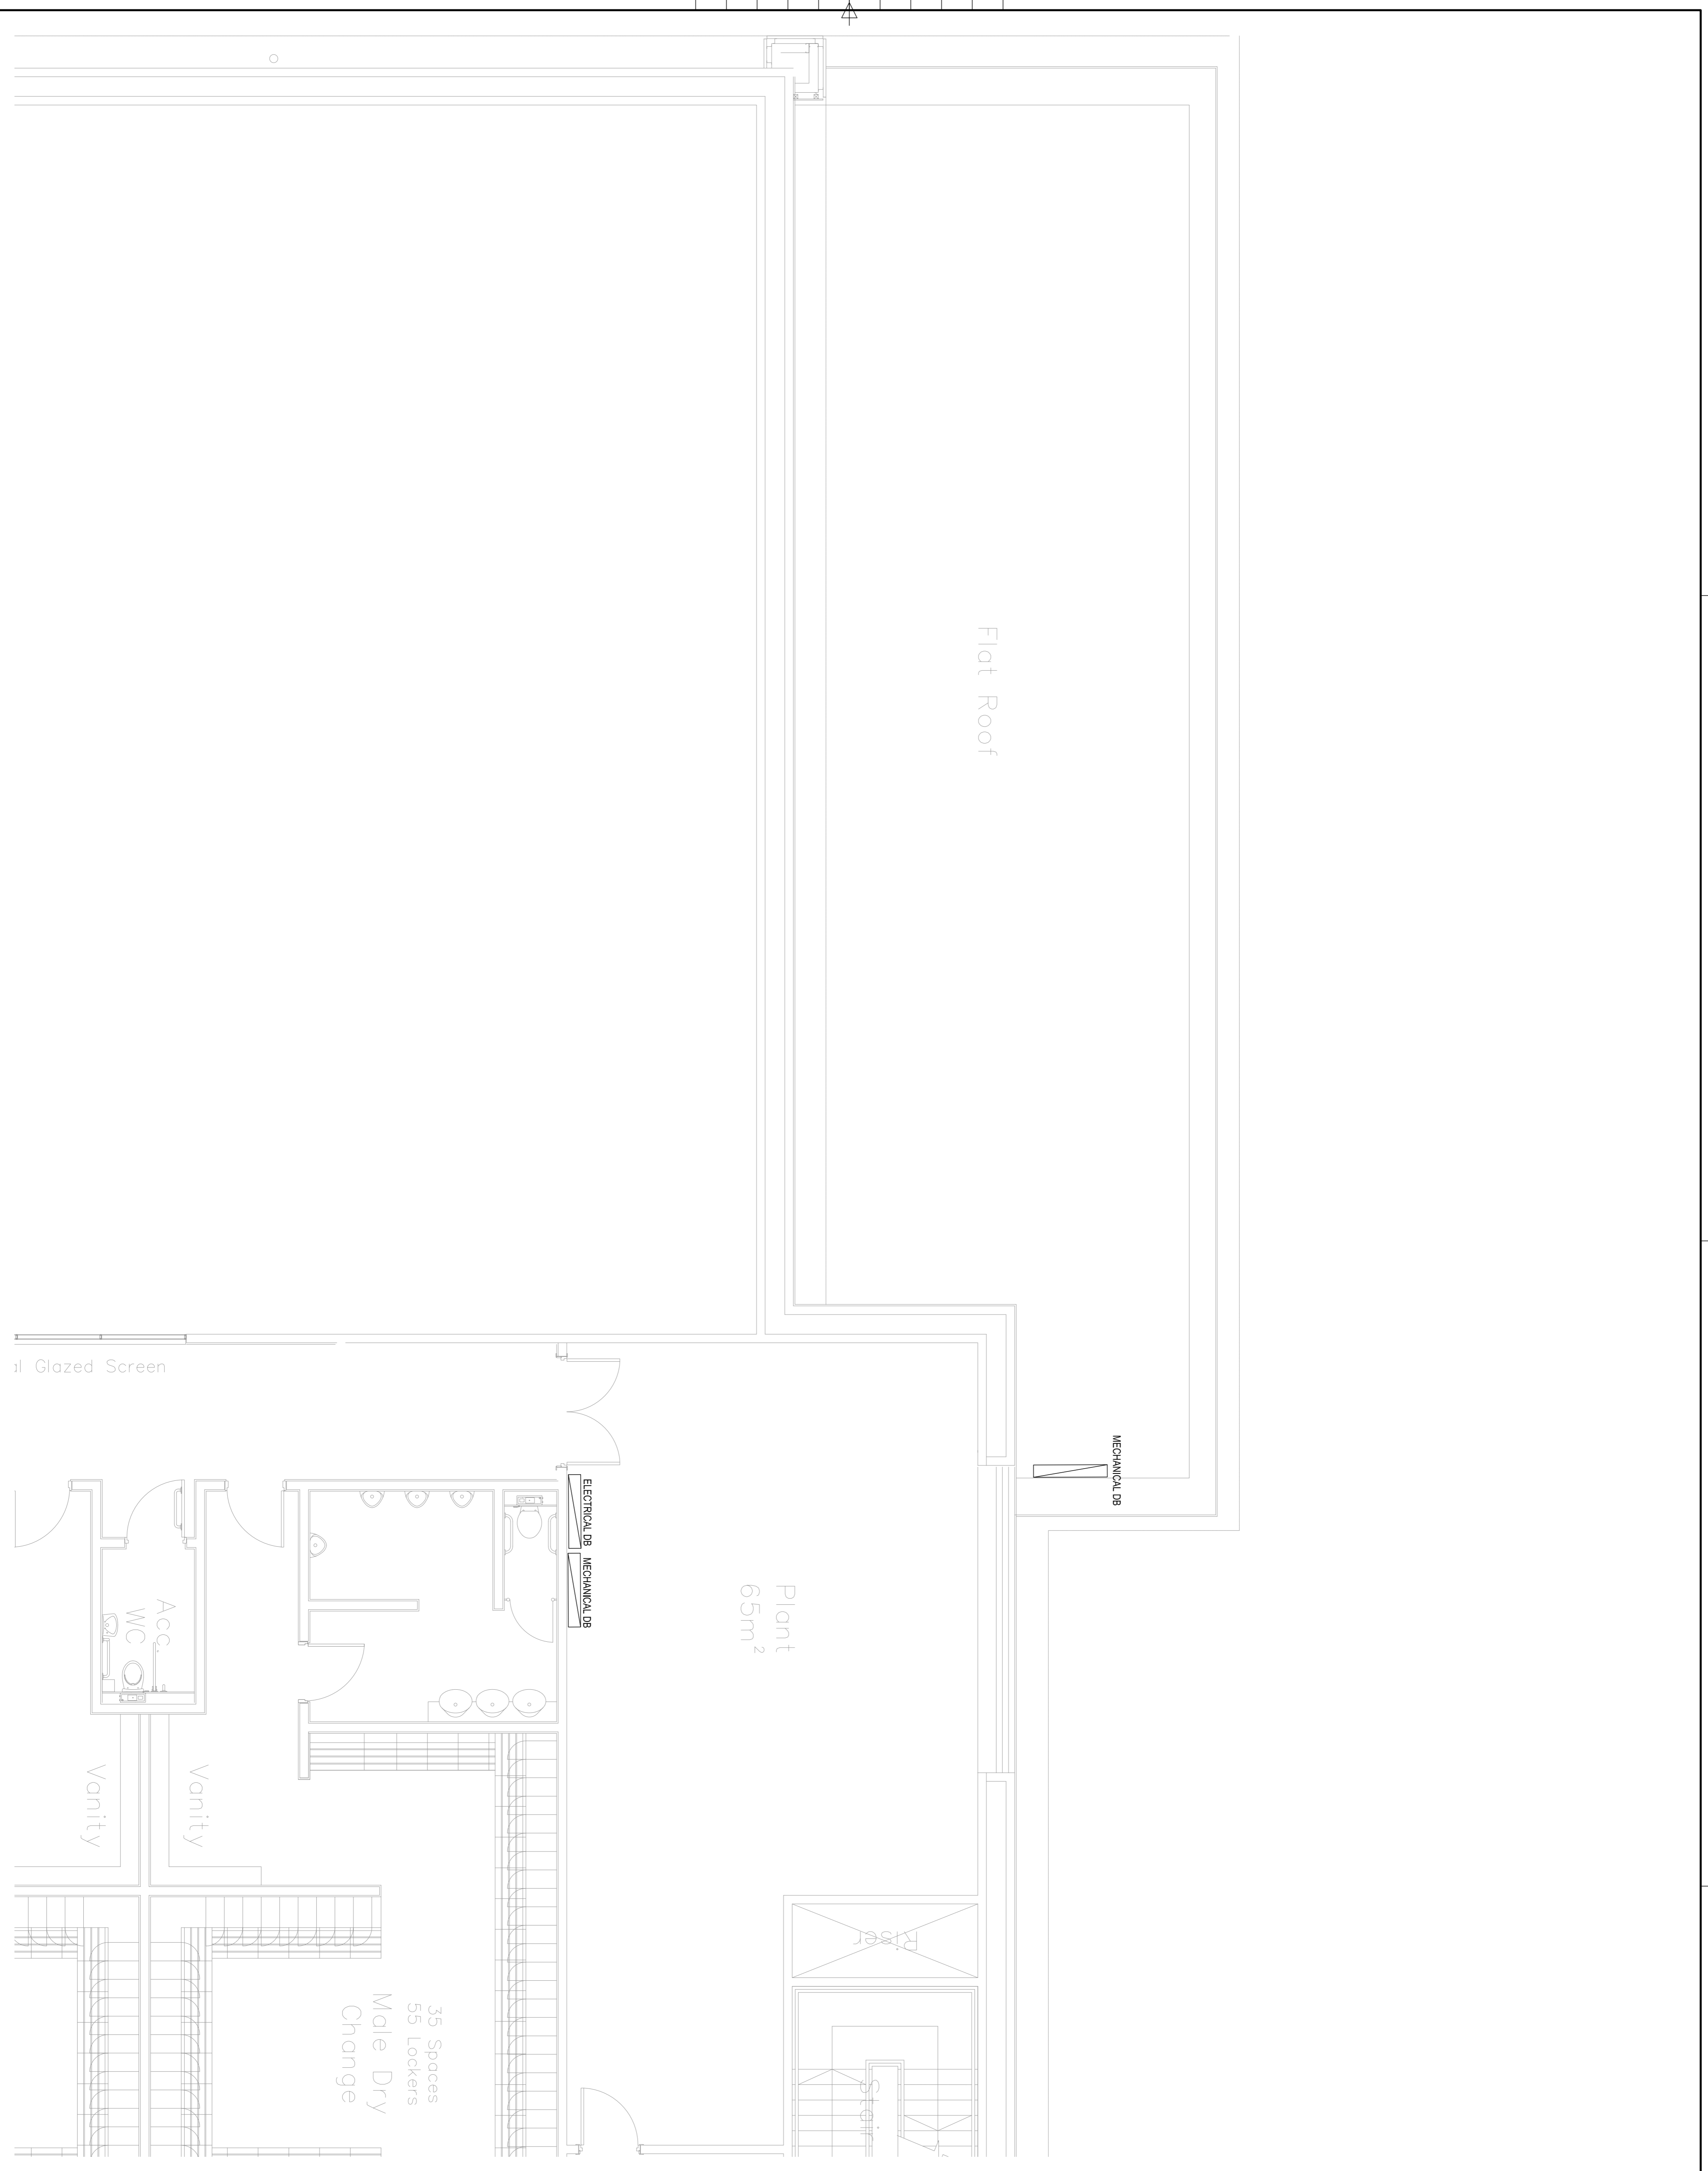 Flat Roof
al Glazed Screen
MECHANICAL DB
ELECTRICAL DB
MECHANICAL DB
Plant
65m²
Acc.
WC
Vanity
Vanity
Riser
35 Spaces
55 Lockers
Male Dry
Change
Stair